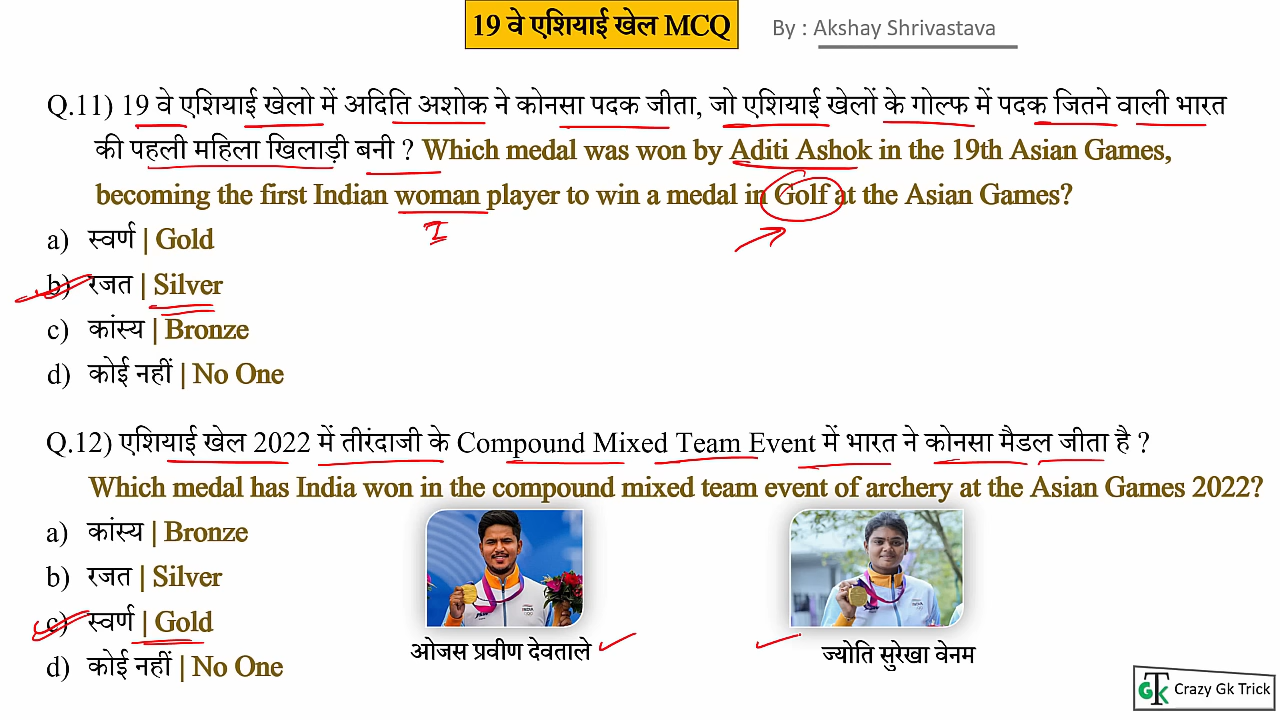 19 वे एशियाई खेल MCQ
By : Akshay Shrivastava
Q.11) 19 वे एशियाई खेलो में अदिति अशोक ने कोनसा पदक जीता, जो एशियाई खेलों के गोल्फ में पदक जितने वाली भारत
की पहली महिला खिलाड़ी बनी ? Which medal was won by Aditi Ashok in the 19th Asian Games,
becoming the first Indian woman player to win a medal in Golf at the Asian Games?
a) स्वर्ण | Gold
b) रजत | Silver
c) कांस्य | Bronze
d) कोई नहीं | No One
Q.12) एशियाई खेल 2022 में तीरंदाजी के Compound Mixed Team Event में भारत ने कोनसा मैडल जीता है ?
Which medal has India won in the compound mixed team event of archery at the Asian Games 2022?
a) कांस्य | Bronze
b) रजत | Silver
c) स्वर्ण | Gold
d) कोई नहीं | No One
ओजस प्रवीण देवताले
ज्योति सुरेखा वेनम
GTK Crazy Gk Trick